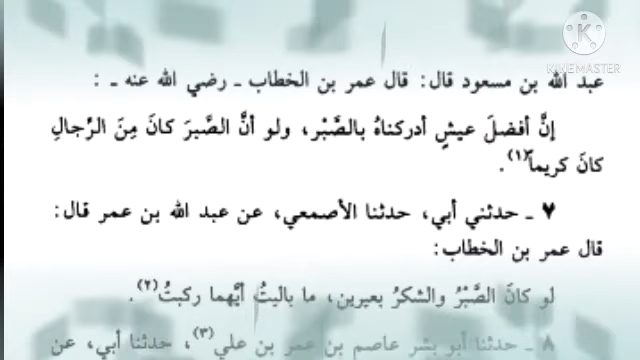 KINEMASTER
عبد الله بن مسعود قال: قال عمر بن الخطاب ـ رضي الله عنه ـ :
إنَّ أفضلَ عيشٍ أدركناهُ بالصَّبْر، ولو أنَّ الصَّبرَ كانَ مِنَ الرِّجالِ
كانَ كريماً(١).
٧ ـ حدثني أبي، حدثنا الأصمعي، عن عبد الله بن عمر قال:
قال عمر بن الخطاب:
لو كانَ الصَّبْرُ والشكرُ بعيرين، ما باليتُ أيَّهما ركبتُ(٢).
٨ ـ حدثنا أبو بشر عاصم بن عمر بن علي(٣)، حدثنا أبي، عن